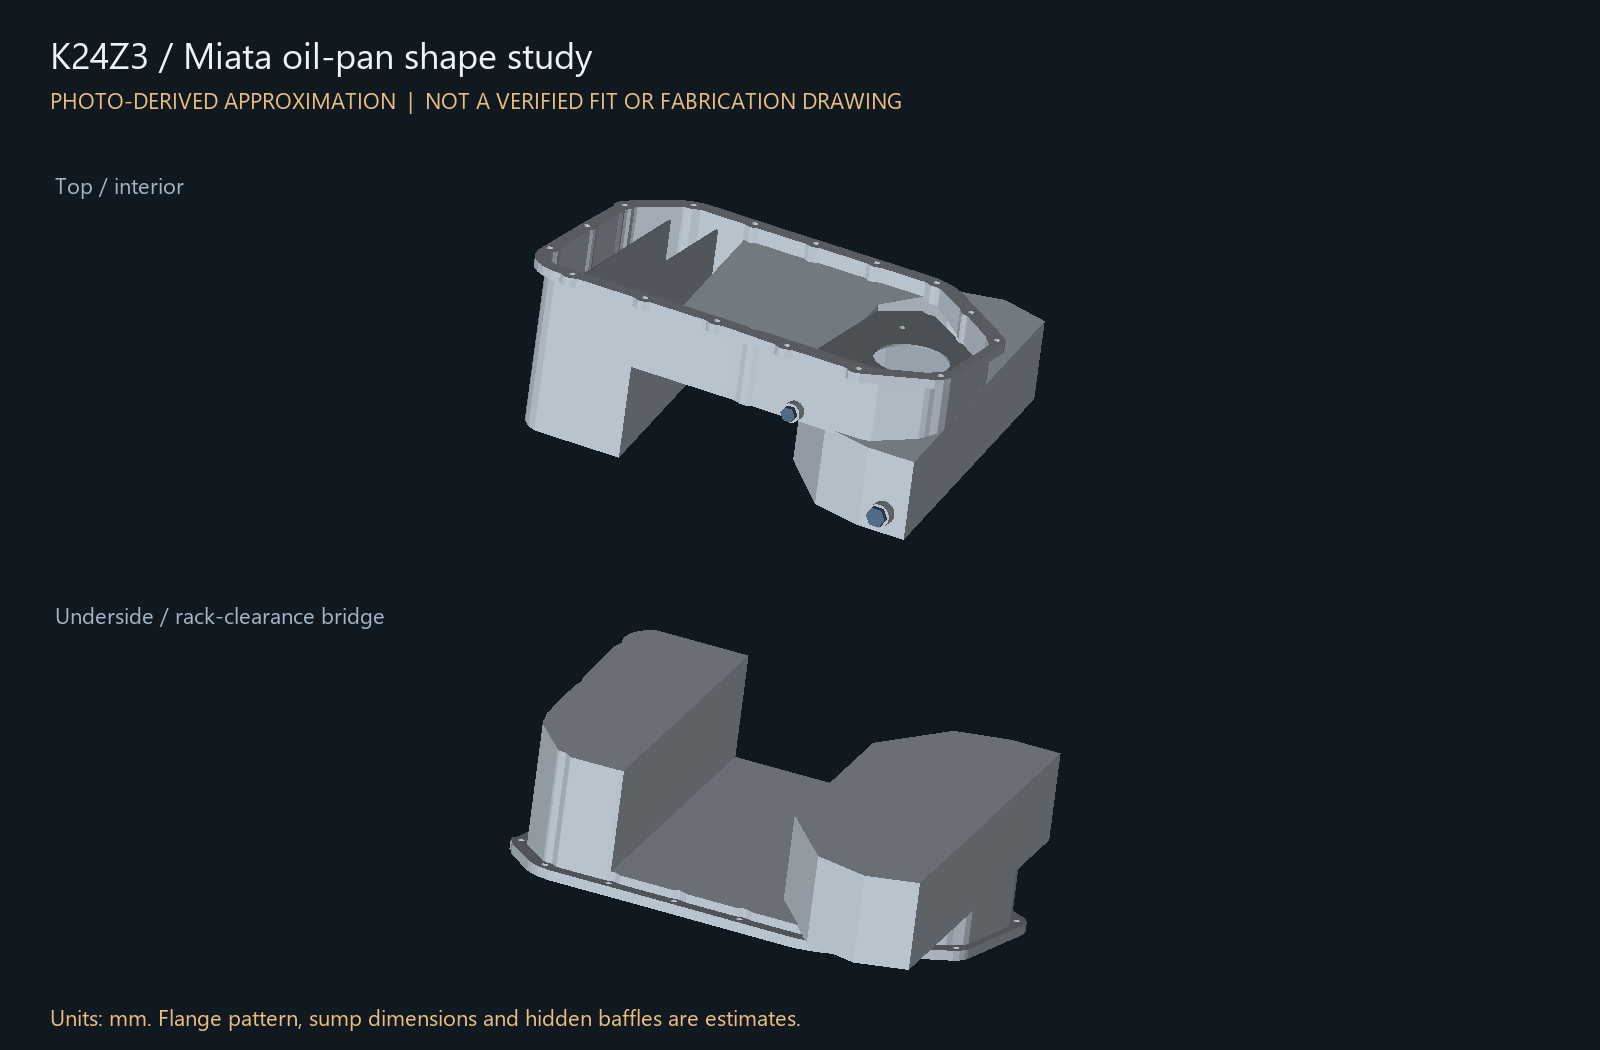 K24Z3 / Miata oil-pan shape study
PHOTO-DERIVED APPROXIMATION | NOT A VERIFIED FIT OR FABRICATION DRAWING
Top / interior
Underside / rack-clearance bridge
Units: mm. Flange pattern, sump dimensions and hidden baffles are estimates.